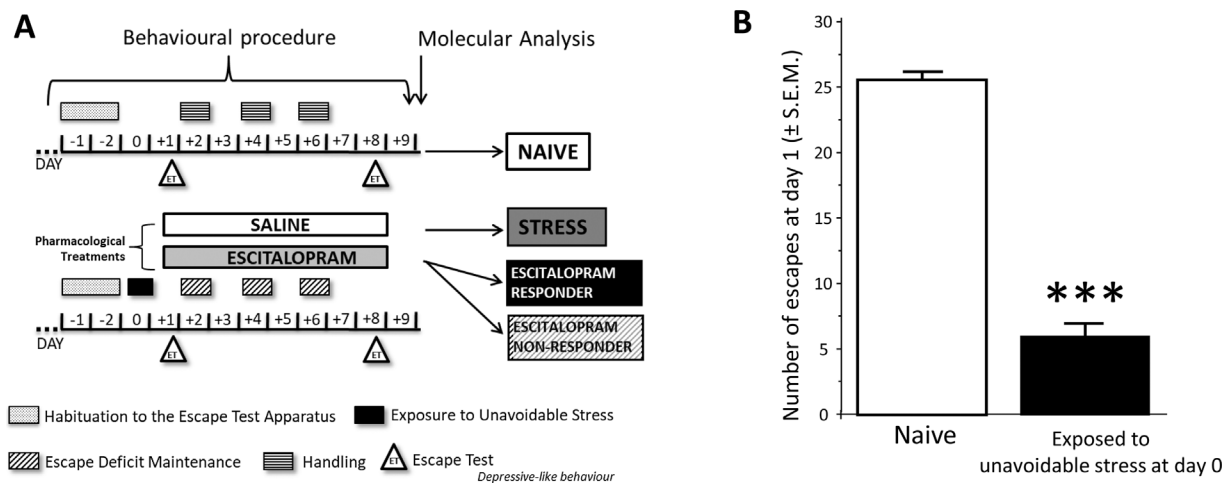 A
Behavioural procedure
Molecular Analysis
-1 -2 0 +1 +2 +3 +4 +5 +6 +7 +8 +9
DAY
ET ET
NAIVE
Pharmacological
Treatments
SALINE
ESCITALOPRAM
STRESS
ESCITALOPRAM
RESPONDER
ESCITALOPRAM
NON-RESPONDER
-1 -2 0 +1 +2 +3 +4 +5 +6 +7 +8 +9
DAY
ET ET
Habituation to the Escape Test Apparatus
Exposure to Unavoidable Stress
Escape Deficit Maintenance
Handling
ET
Escape Test
Depressive-like behaviour
B
Number of escapes at day 1 (± S.E.M.)
30
25
20
15
10
5
0
***
Naive
Exposed to
unavoidable stress at day 0